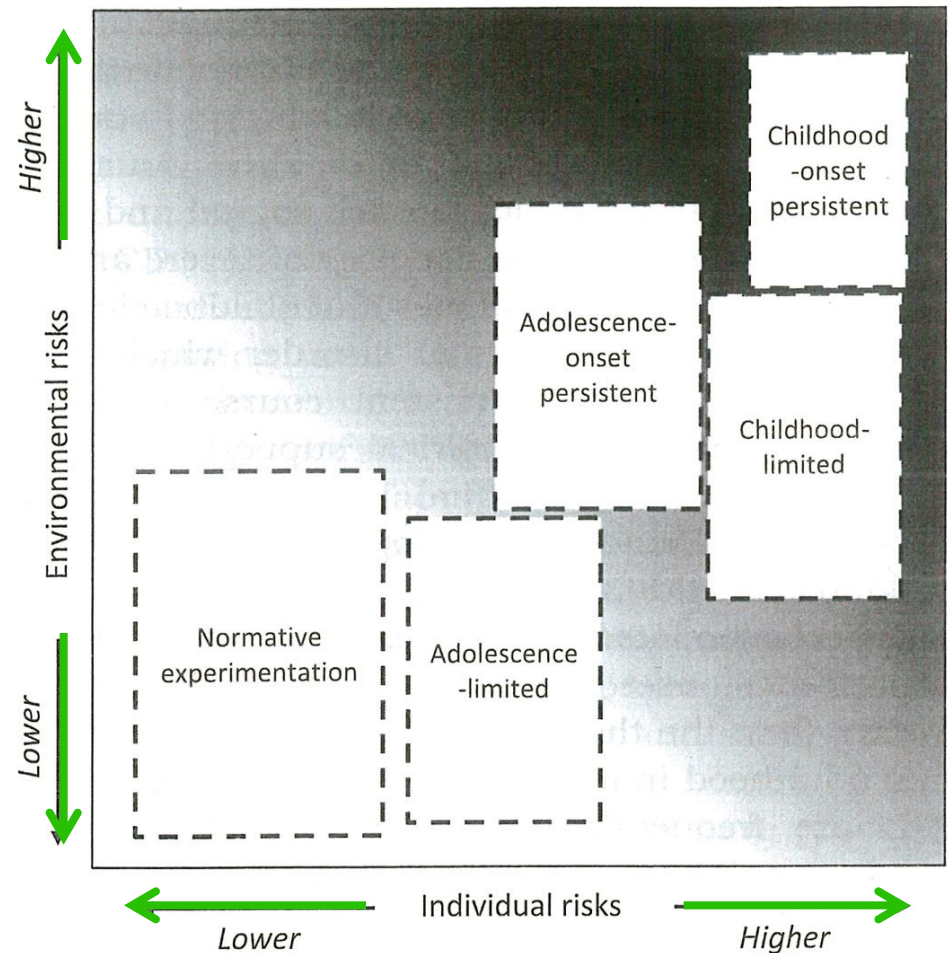 Higher
Environmental risks
Lower
Childhood
-onset
persistent
Adolescence-
onset
persistent
Childhood-
limited
Normative
experimentation
Adolescence
-limited
Individual risks
Lower
Higher